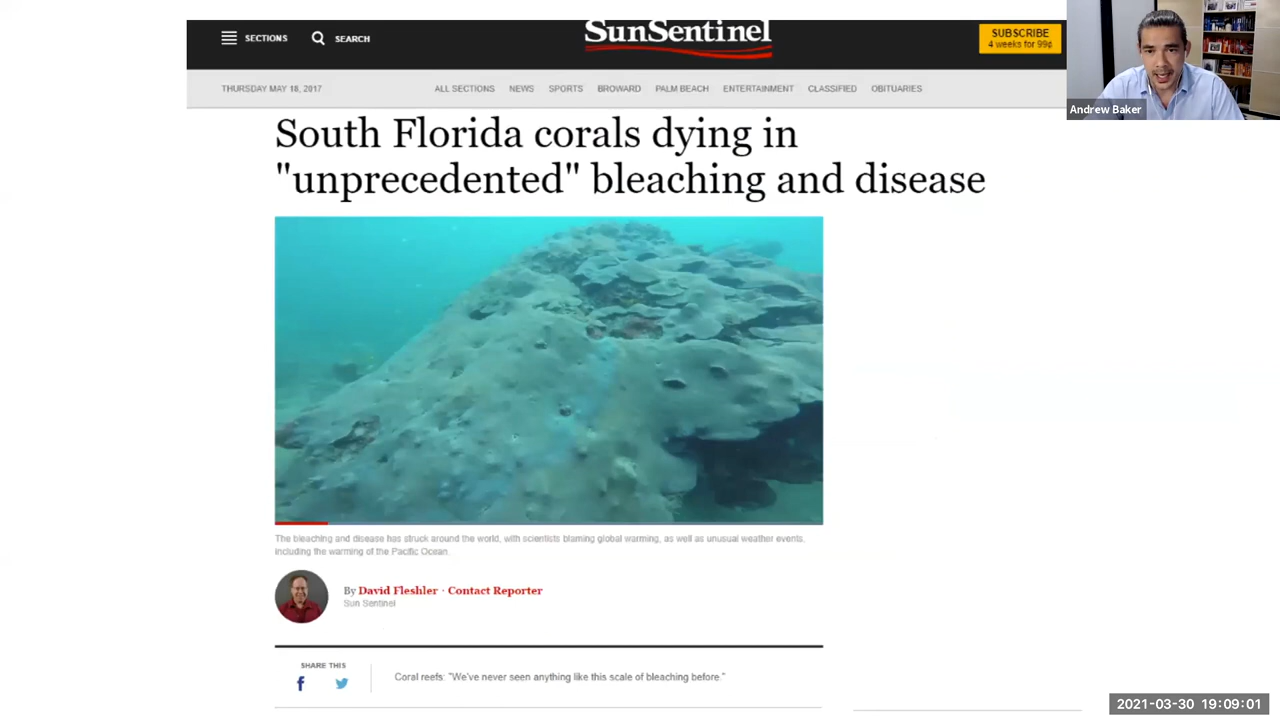 SECTIONS
SEARCH
SunSentinel
SUBSCRIBE
4 weeks for 99¢
Andrew Baker
THURSDAY MAY 18, 2017
ALL SECTIONS NEWS SPORTS BROWARD PALM BEACH ENTERTAINMENT CLASSIFIED OBITUARIES
South Florida corals dying in
"unprecedented" bleaching and disease
The bleaching and disease has struck around the world, with scientists blaming global warming, as well as unusual weather events,
including the warming of the Pacific Ocean.
By David Fleshler · Contact Reporter
Sun Sentinel
SHARE THIS
Coral reefs: "We've never seen anything like this scale of bleaching before."
2021-03-30 19:09:01